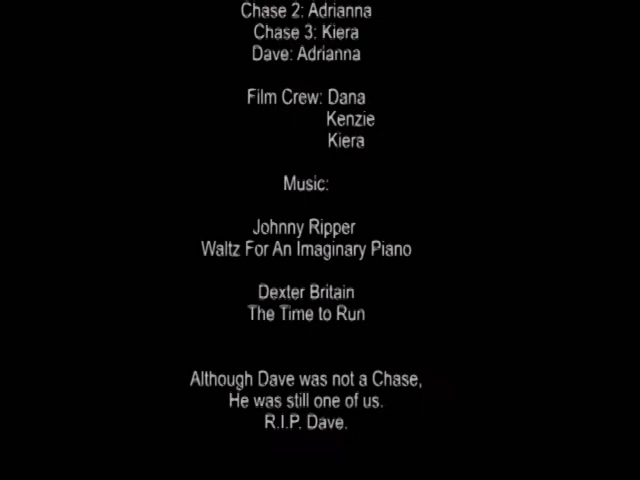 Chase 2: Adrianna
Chase 3: Kiera
Dave: Adrianna
Film Crew: Dana
Kenzie
Kiera
Music:
Johnny Ripper
Waltz For An Imaginary Piano
Dexter Britain
The Time to Run
Although Dave was not a Chase,
He was still one of us.
R.I.P. Dave.